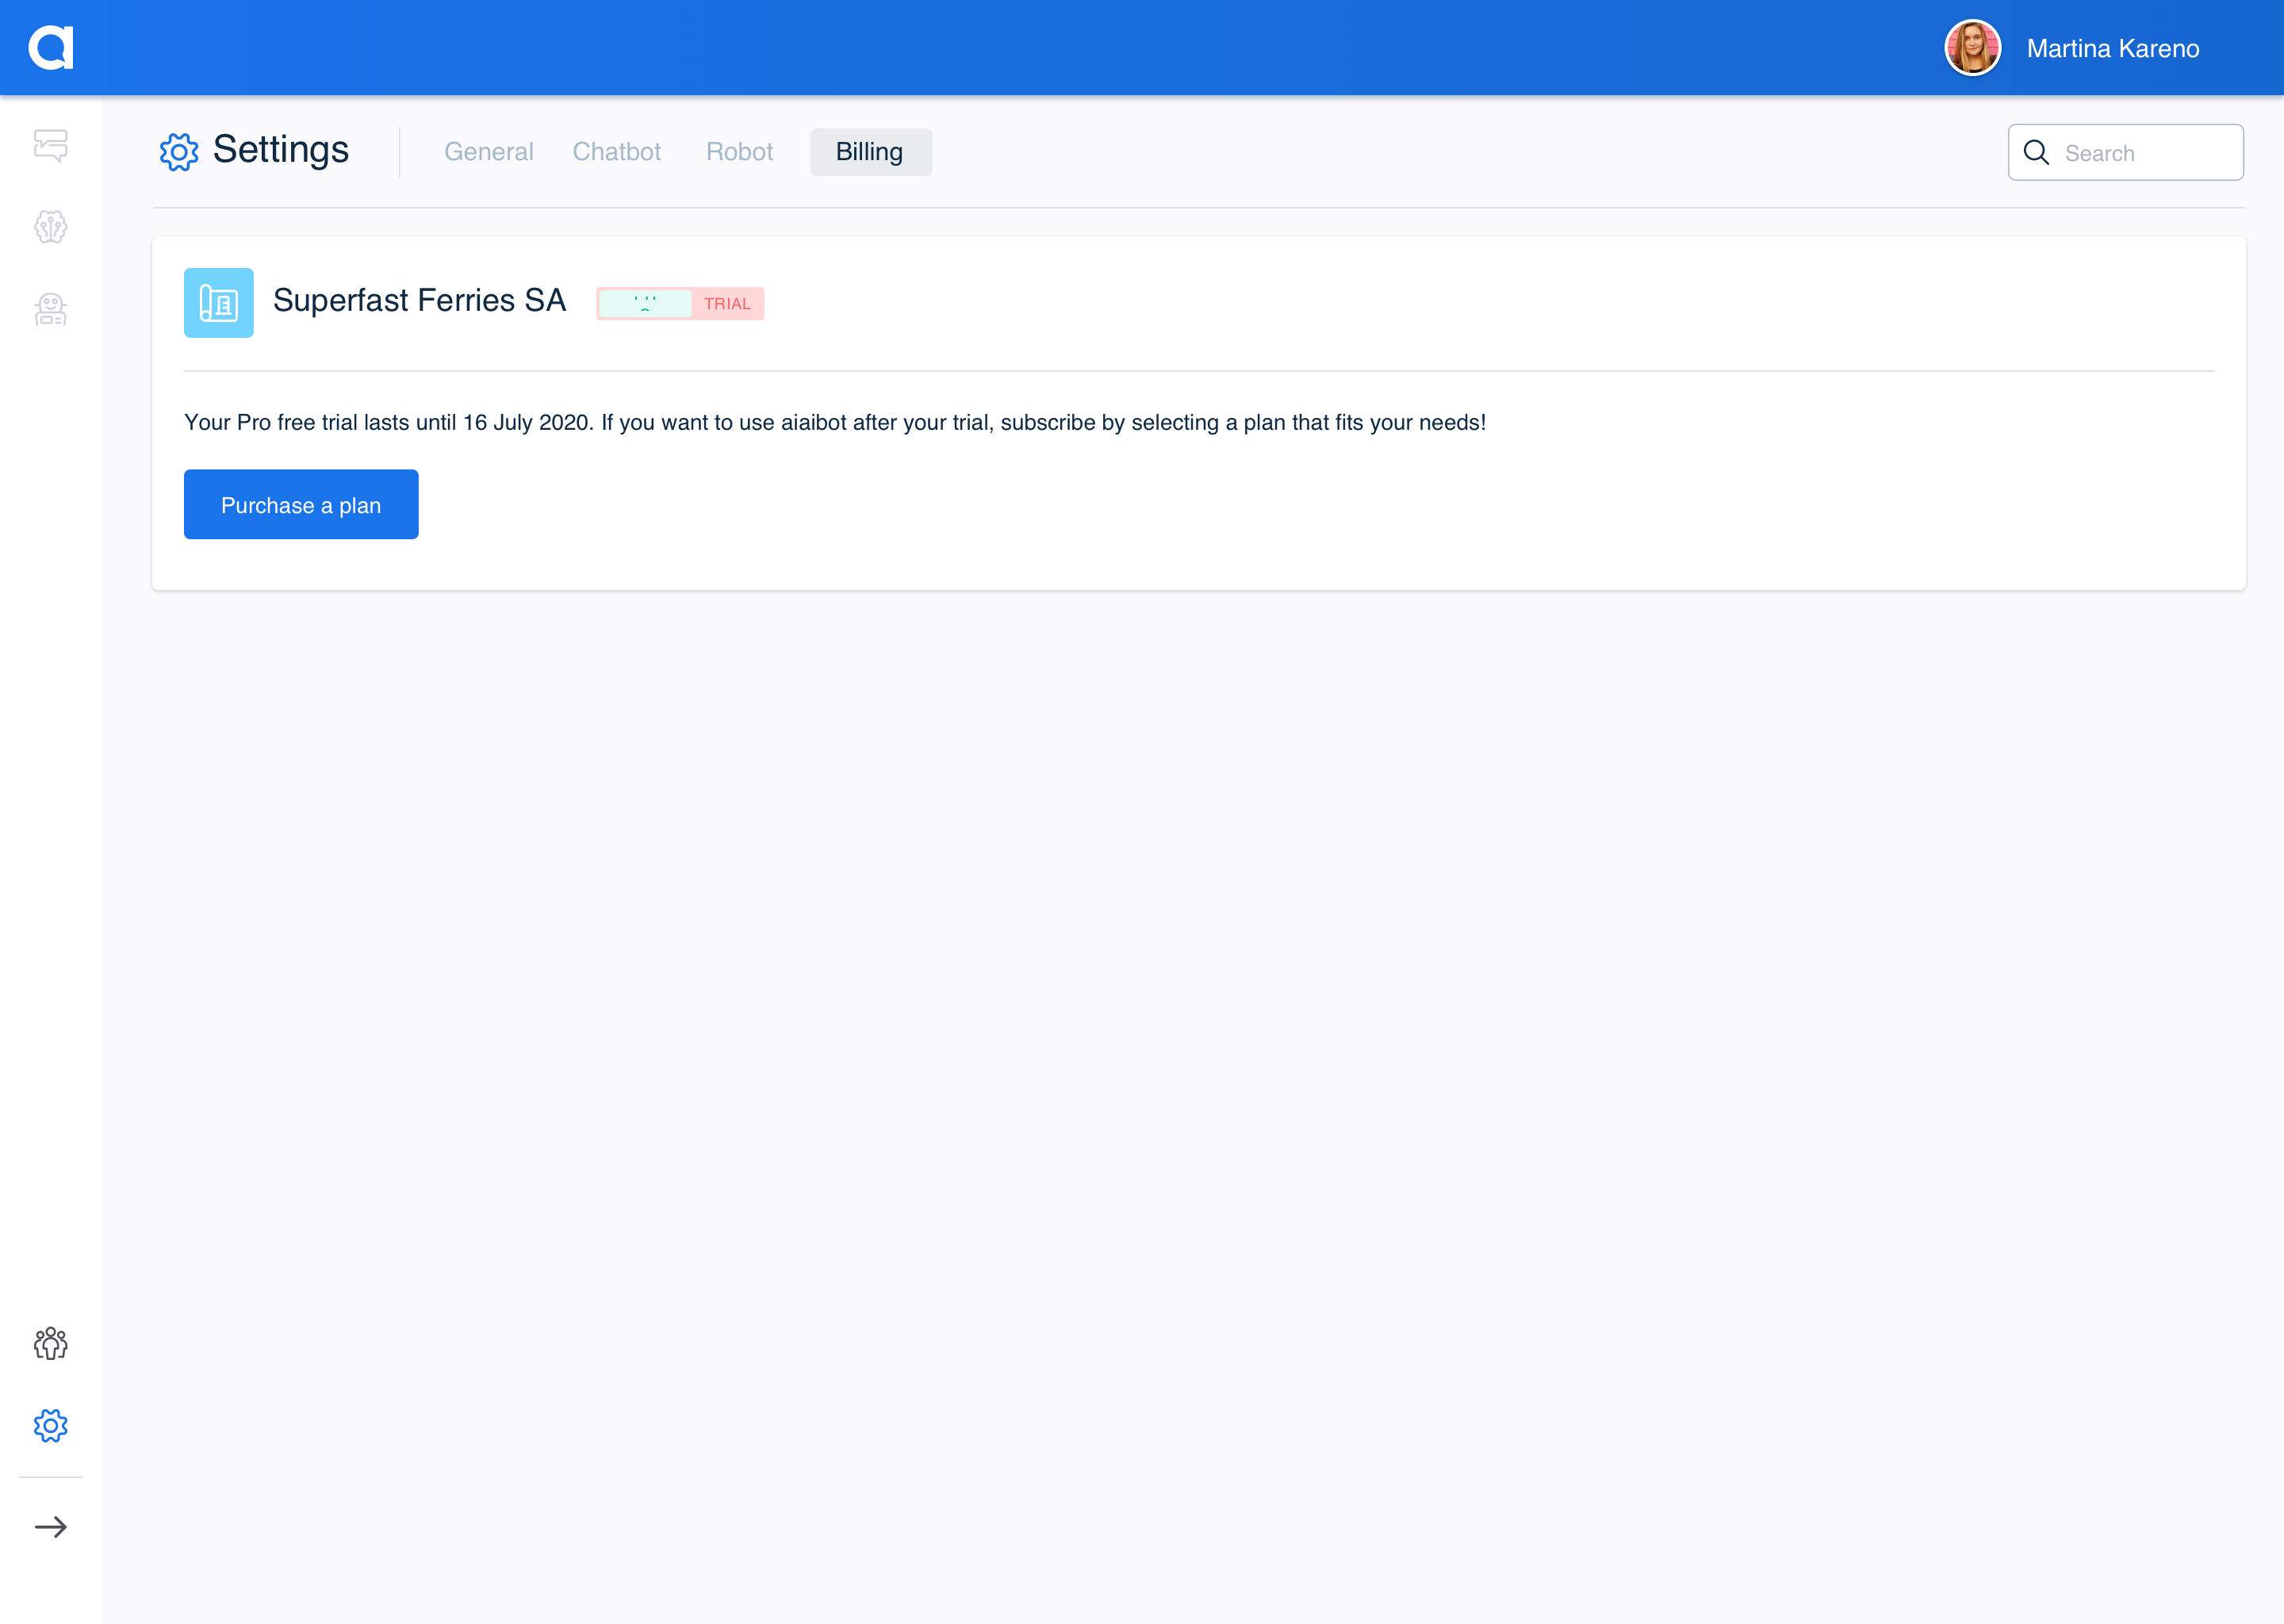 Martina Kareno
Settings
General
Chatbot
Robot
Billing
Search
Superfast Ferries SA
TRIAL
Your Pro free trial lasts until 16 July 2020. If you want to use aiaibot after your trial, subscribe by selecting a plan that fits your needs!
Purchase a plan